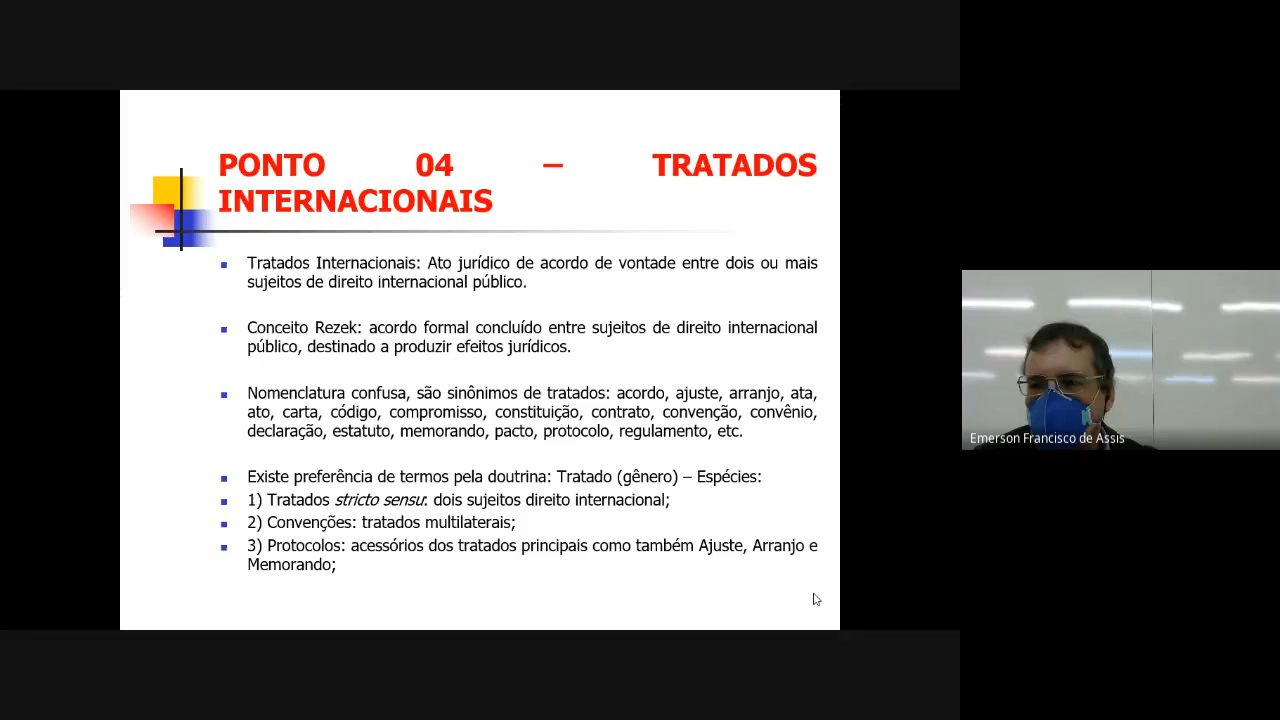 PONTO 04 – TRATADOS
INTERNACIONAIS
Tratados Internacionais: Ato jurídico de acordo de vontade entre dois ou mais
sujeitos de direito internacional público.
Conceito Rezek: acordo formal concluído entre sujeitos de direito internacional
público, destinado a produzir efeitos jurídicos.
Nomenclatura confusa, são sinônimos de tratados: acordo, ajuste, arranjo, ata,
ato, carta, código, compromisso, constituição, contrato, convenção, convênio,
declaração, estatuto, memorando, pacto, protocolo, regulamento, etc.
Existe preferência de termos pela doutrina: Tratado (gênero) – Espécies:
1) Tratados stricto sensu: dois sujeitos direito internacional;
2) Convenções: tratados multilaterais;
3) Protocolos: acessórios dos tratados principais como também Ajuste, Arranjo e
Memorando;
Emerson Francisco de Assis